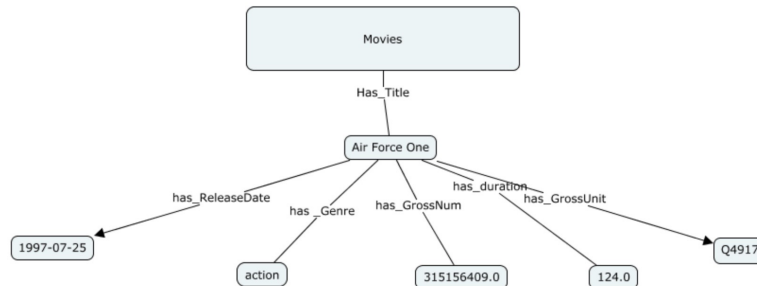 Movies
Has_Title
Air Force One
has_ReleaseDate
has _Genre
has_GrossNum
has_duration
has_GrossUnit
1997-07-25
action
315156409.0
124.0
Q4917